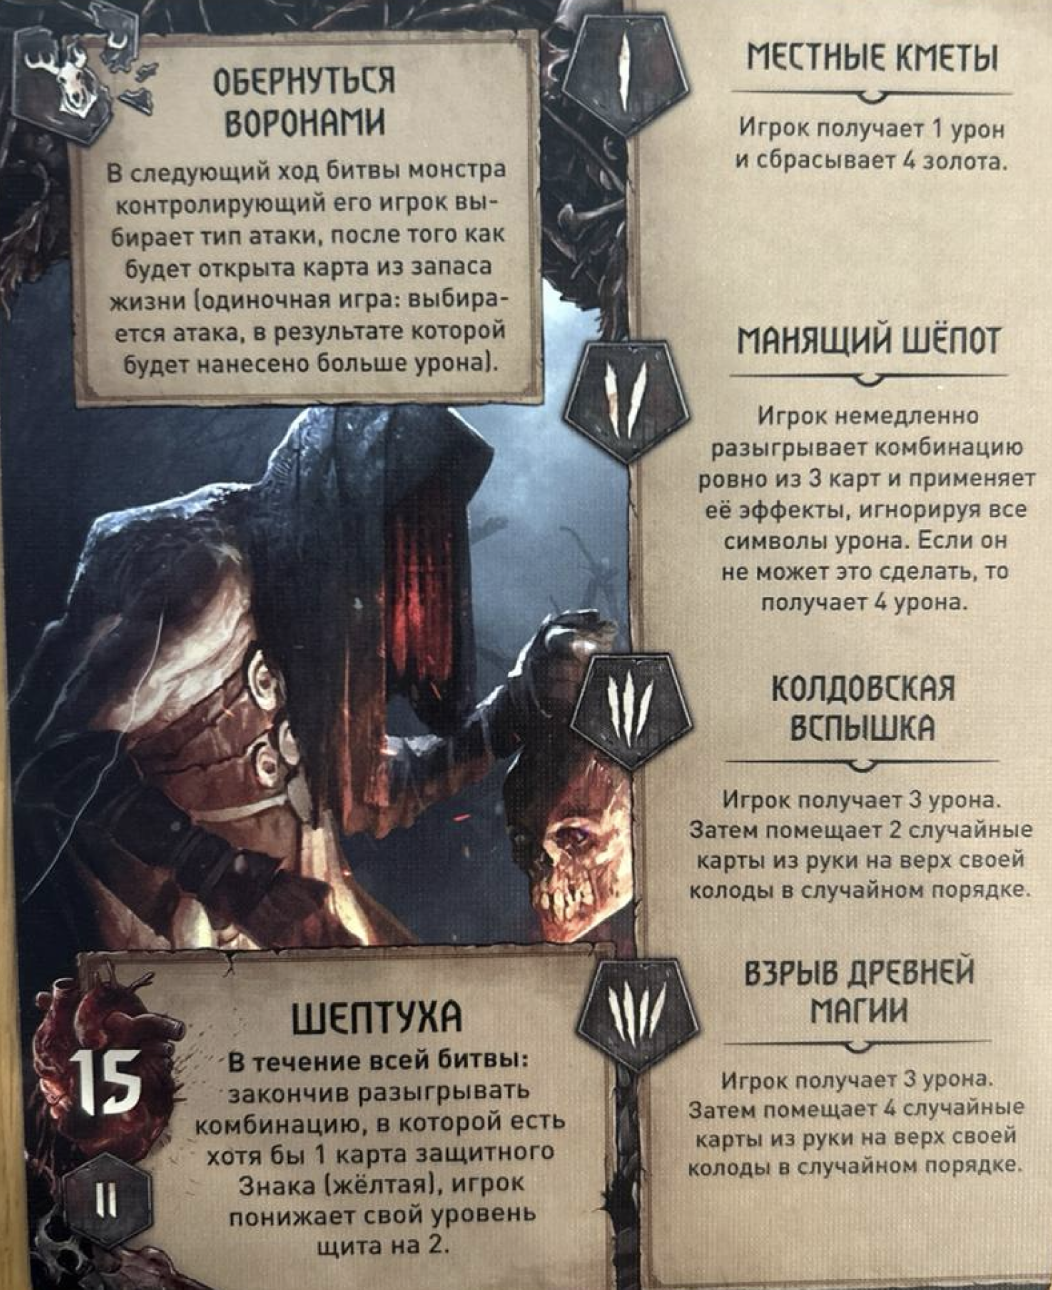 ОБЕРНУТЬСЯ
ВОРОНАМИ
В следующий ход битвы монстра
контролирующий его игрок вы-
бирает тип атаки, после того как
будет открыта карта из запаса
жизни (одиночная игра: выбира-
ется атака, в результате которой
будет нанесено больше урона).
МЕСТНЫЕ КМЕТЫ
Игрок получает 1 урон
и сбрасывает 4 золота.
МАНЯЩИЙ ШЁПОТ
Игрок немедленно
разыгрывает комбинацию
ровно из 3 карт и применяет
её эффекты, игнорируя все
символы урона. Если он
не может это сделать, то
получает 4 урона.
КОЛДОВСКАЯ
ВСПЫШКА
Игрок получает 3 урона.
Затем помещает 2 случайные
карты из руки на верх своей
колоды в случайном порядке.
ВЗРЫВ ДРЕВНЕЙ
МАГИИ
Игрок получает 3 урона.
Затем помещает 4 случайные
карты из руки на верх своей
колоды в случайном порядке.
ШЕПТУХА
15
II
В течение всей битвы:
закончив разыгрывать
комбинацию, в которой есть
хотя бы 1 карта защитного
Знака (жёлтая), игрок
понижает свой уровень
щита на 2.